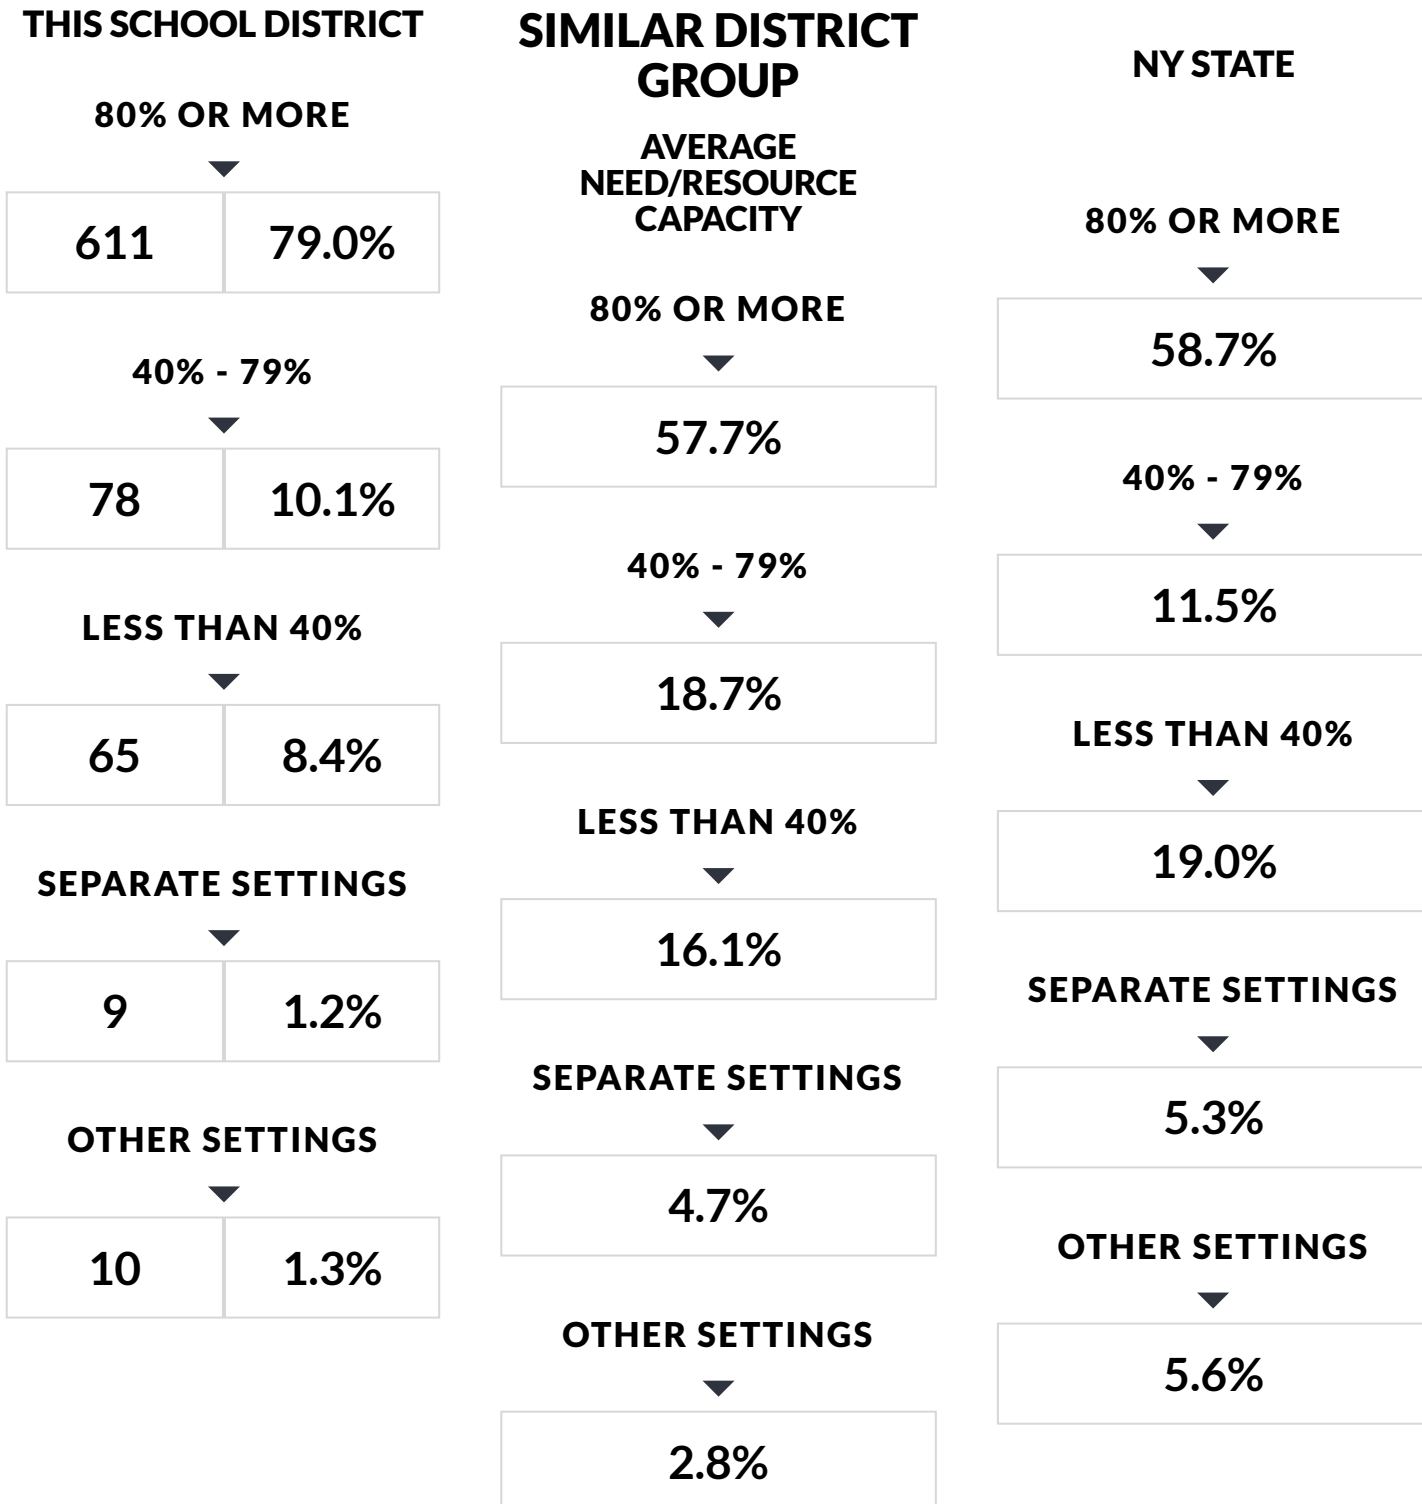 THIS SCHOOL DISTRICT
80% OR MORE
611 79.0%
40% - 79%
78 10.1%
LESS THAN 40%
65 8.4%
SEPARATE SETTINGS
9 1.2%
OTHER SETTINGS
10 1.3%
SIMILAR DISTRICT
GROUP
AVERAGE
NEED/RESOURCE
CAPACITY
80% OR MORE
57.7%
40% - 79%
18.7%
LESS THAN 40%
16.1%
SEPARATE SETTINGS
4.7%
OTHER SETTINGS
2.8%
NY STATE
80% OR MORE
58.7%
40% - 79%
11.5%
LESS THAN 40%
19.0%
SEPARATE SETTINGS
5.3%
OTHER SETTINGS
5.6%